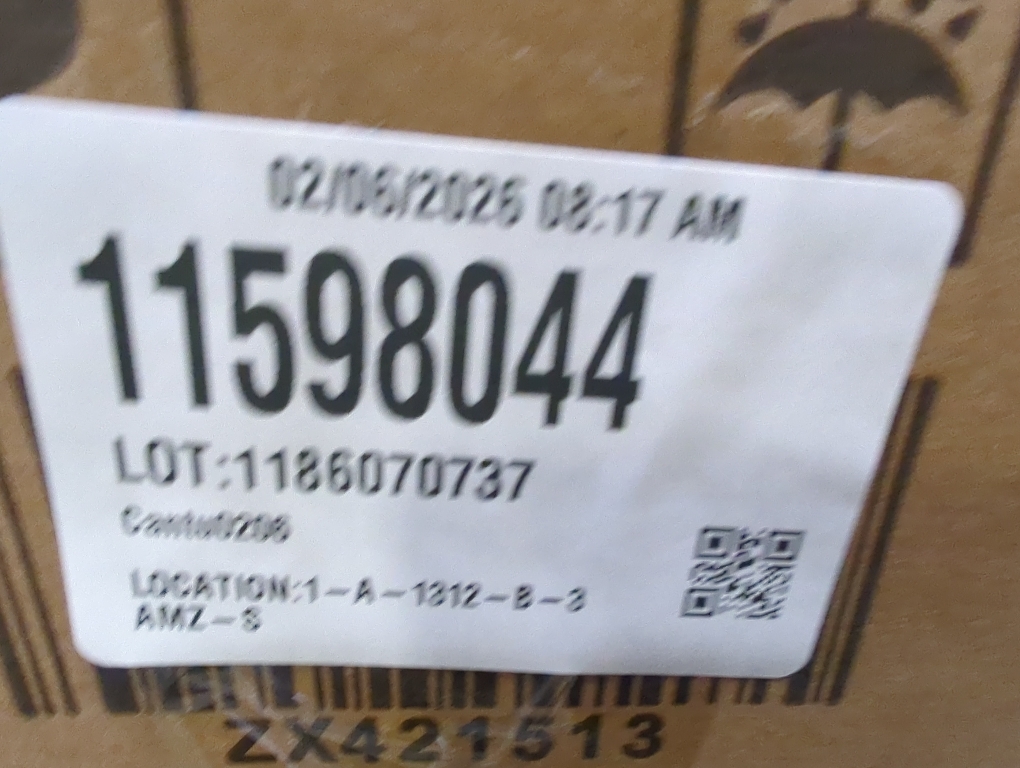 02/06/2026 08:17 AM
11598044
LOT:1186070737
Cantu0206
LOCATION:1-A-1312-B-3
AMZ-S
ZX421513